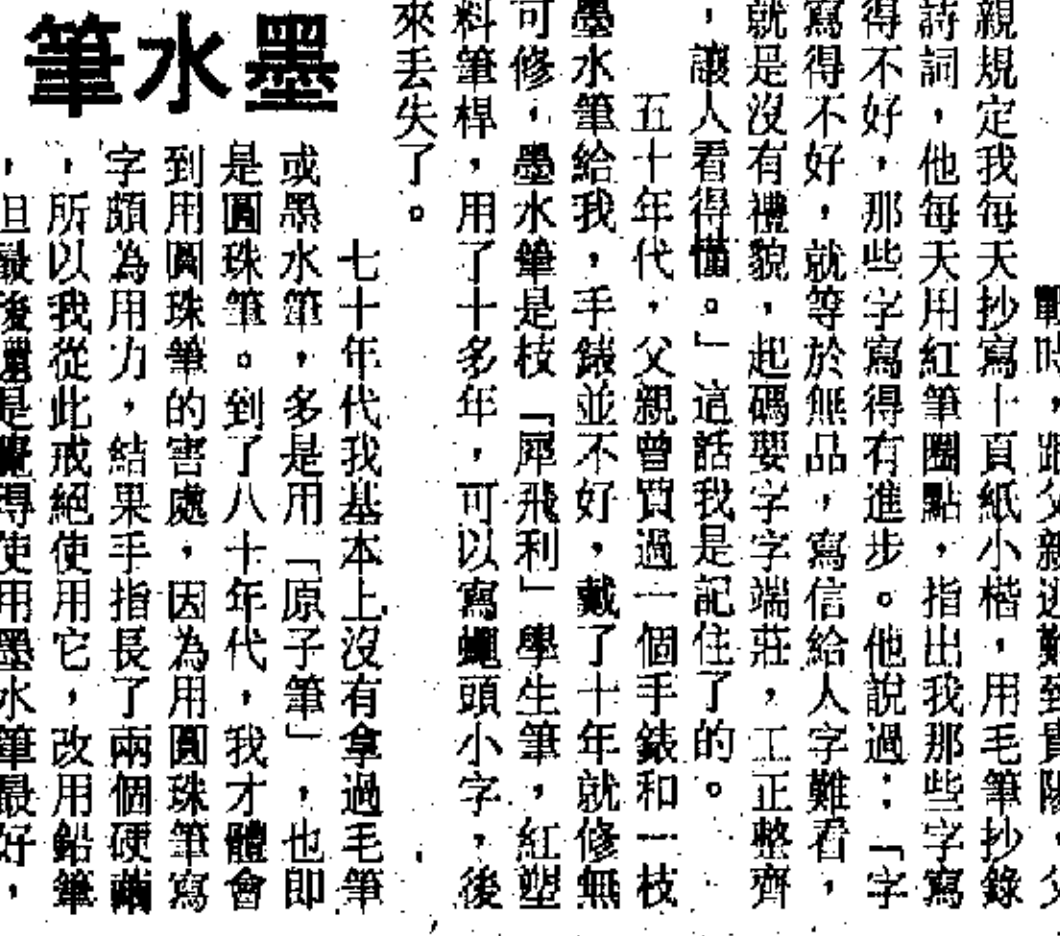 墨水筆
戰時，跟父親逃難到貴陽，父
親規定我每天抄寫十頁紙小楷，用毛筆抄錄
詩詞，他每天用紅筆圈點，指出我那些字寫
得不好，那些字寫得有進步。他說過：「字
寫得不好，就等於無品，寫信給人字難看，
就是沒有禮貌，起碼要字字端莊，工正整齊
，讓人看得懂。」這話我是記住了的。
五十年代，父親曾買過一個手錶和一枝
墨水筆給我，手錶並不好，戴了十年就修無
可修，墨水筆是枝「犀飛利」學生筆，紅塑
料筆桿，用了十多年，可以寫蠅頭小字，後
來丟失了。
七十年代我基本上沒有拿過毛筆
或黑水筆，多是用「原子筆」，也即
是圓珠筆。到了八十年代，我才體會
到用圓珠筆的害處，因為用圓珠筆寫
字頗為用力，結果手指長了兩個硬繭
，所以我從此戒絕使用它，改用鉛筆
，但最後還是覺得使用墨水筆最好，